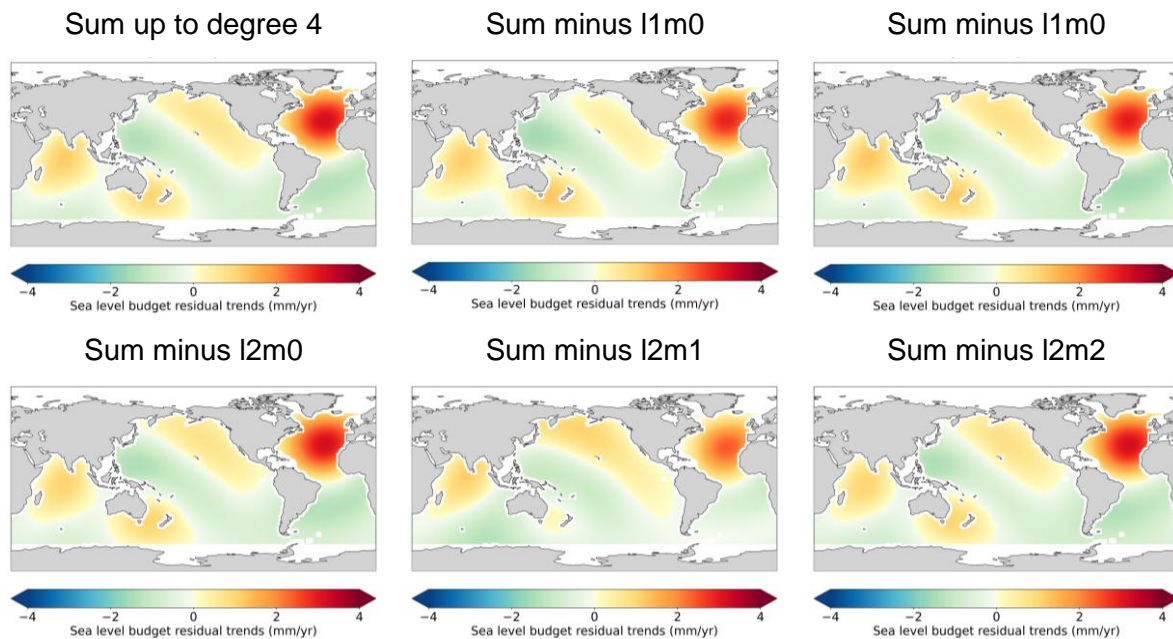 Sum up to degree 4
Sum minus l1m0
Sum minus l1m0
−4 −2 0 2 4
Sea level budget residual trends (mm/yr)
−4 −2 0 2 4
Sea level budget residual trends (mm/yr)
−4 −2 0 2 4
Sea level budget residual trends (mm/yr)
Sum minus l2m0
Sum minus l2m1
Sum minus l2m2
−4 −2 0 2 4
Sea level budget residual trends (mm/yr)
−4 −2 0 2 4
Sea level budget residual trends (mm/yr)
−4 −2 0 2 4
Sea level budget residual trends (mm/yr)